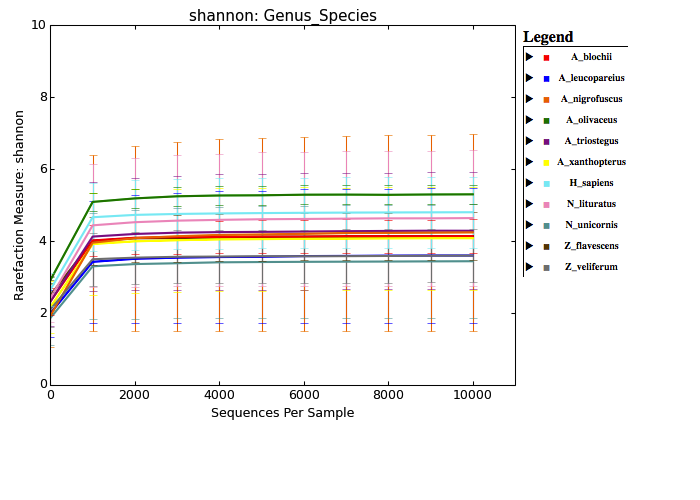 shannon: Genus_Species
Rarefaction Measure: shannon
10
8
6
4
2
0
0
2000
4000
6000
8000
10000
Sequences Per Sample
Legend
A_blochii
A_leucopareius
A_nigrofuscus
A_olivaceus
A_triostegus
A_xanthopterus
H_sapiens
N_lituratus
N_unicornis
Z_flavescens
Z_veliferum